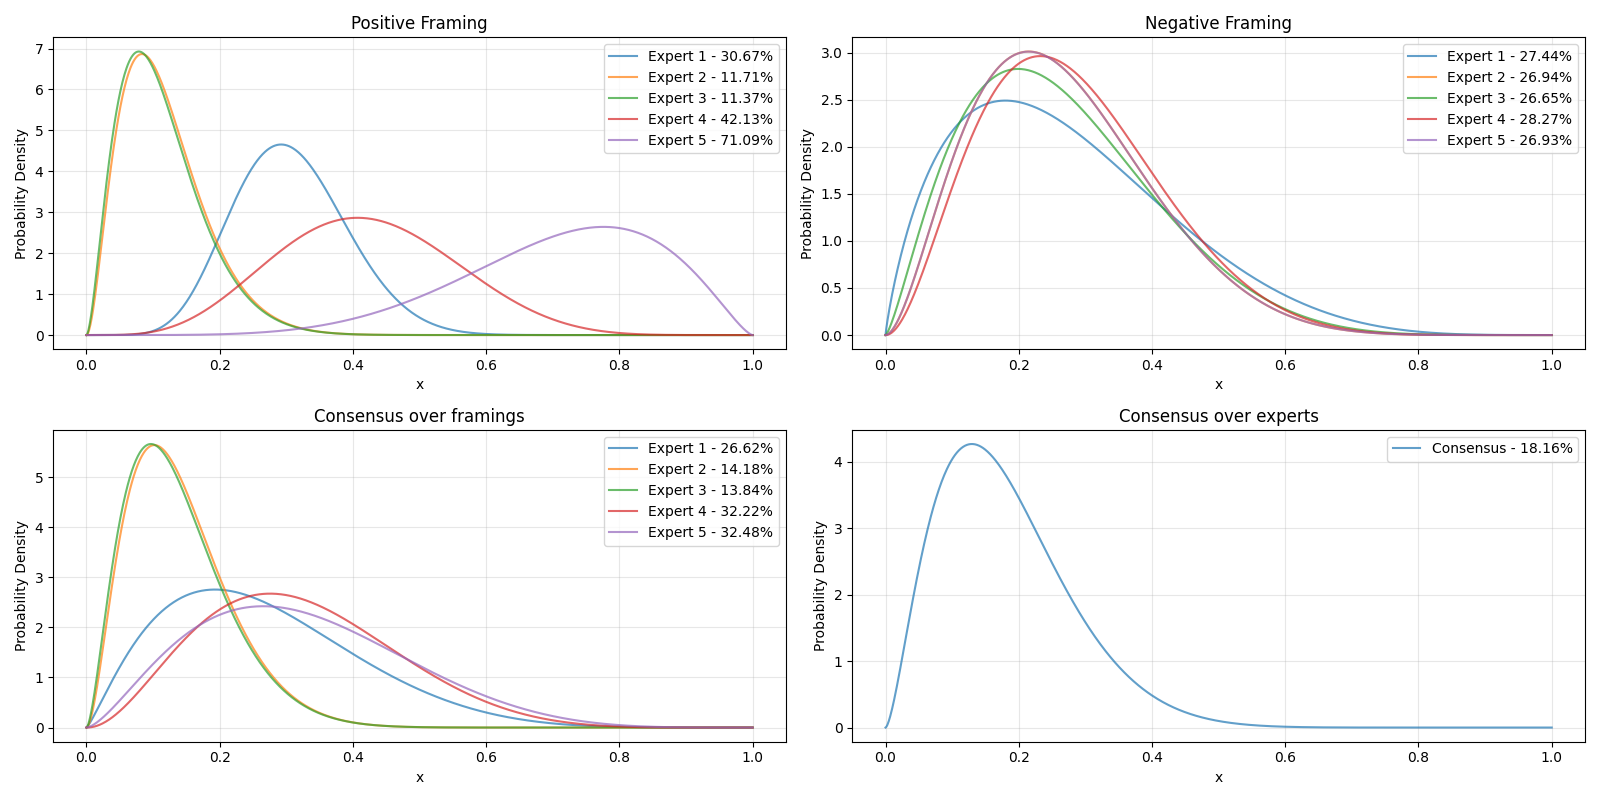 Positive Framing
Probability Density
7
6
5
4
3
2
1
0
0.0 0.2 0.4 0.6 0.8 1.0
x
Expert 1 - 30.67%
Expert 2 - 11.71%
Expert 3 - 11.37%
Expert 4 - 42.13%
Expert 5 - 71.09%
Negative Framing
Probability Density
3.0
2.5
2.0
1.5
1.0
0.5
0.0
0.0 0.2 0.4 0.6 0.8 1.0
x
Expert 1 - 27.44%
Expert 2 - 26.94%
Expert 3 - 26.65%
Expert 4 - 28.27%
Expert 5 - 26.93%
Consensus over framings
Probability Density
5
4
3
2
1
0
0.0 0.2 0.4 0.6 0.8 1.0
x
Expert 1 - 26.62%
Expert 2 - 14.18%
Expert 3 - 13.84%
Expert 4 - 32.22%
Expert 5 - 32.48%
Consensus over experts
Probability Density
4
3
2
1
0
0.0 0.2 0.4 0.6 0.8 1.0
x
Consensus - 18.16%